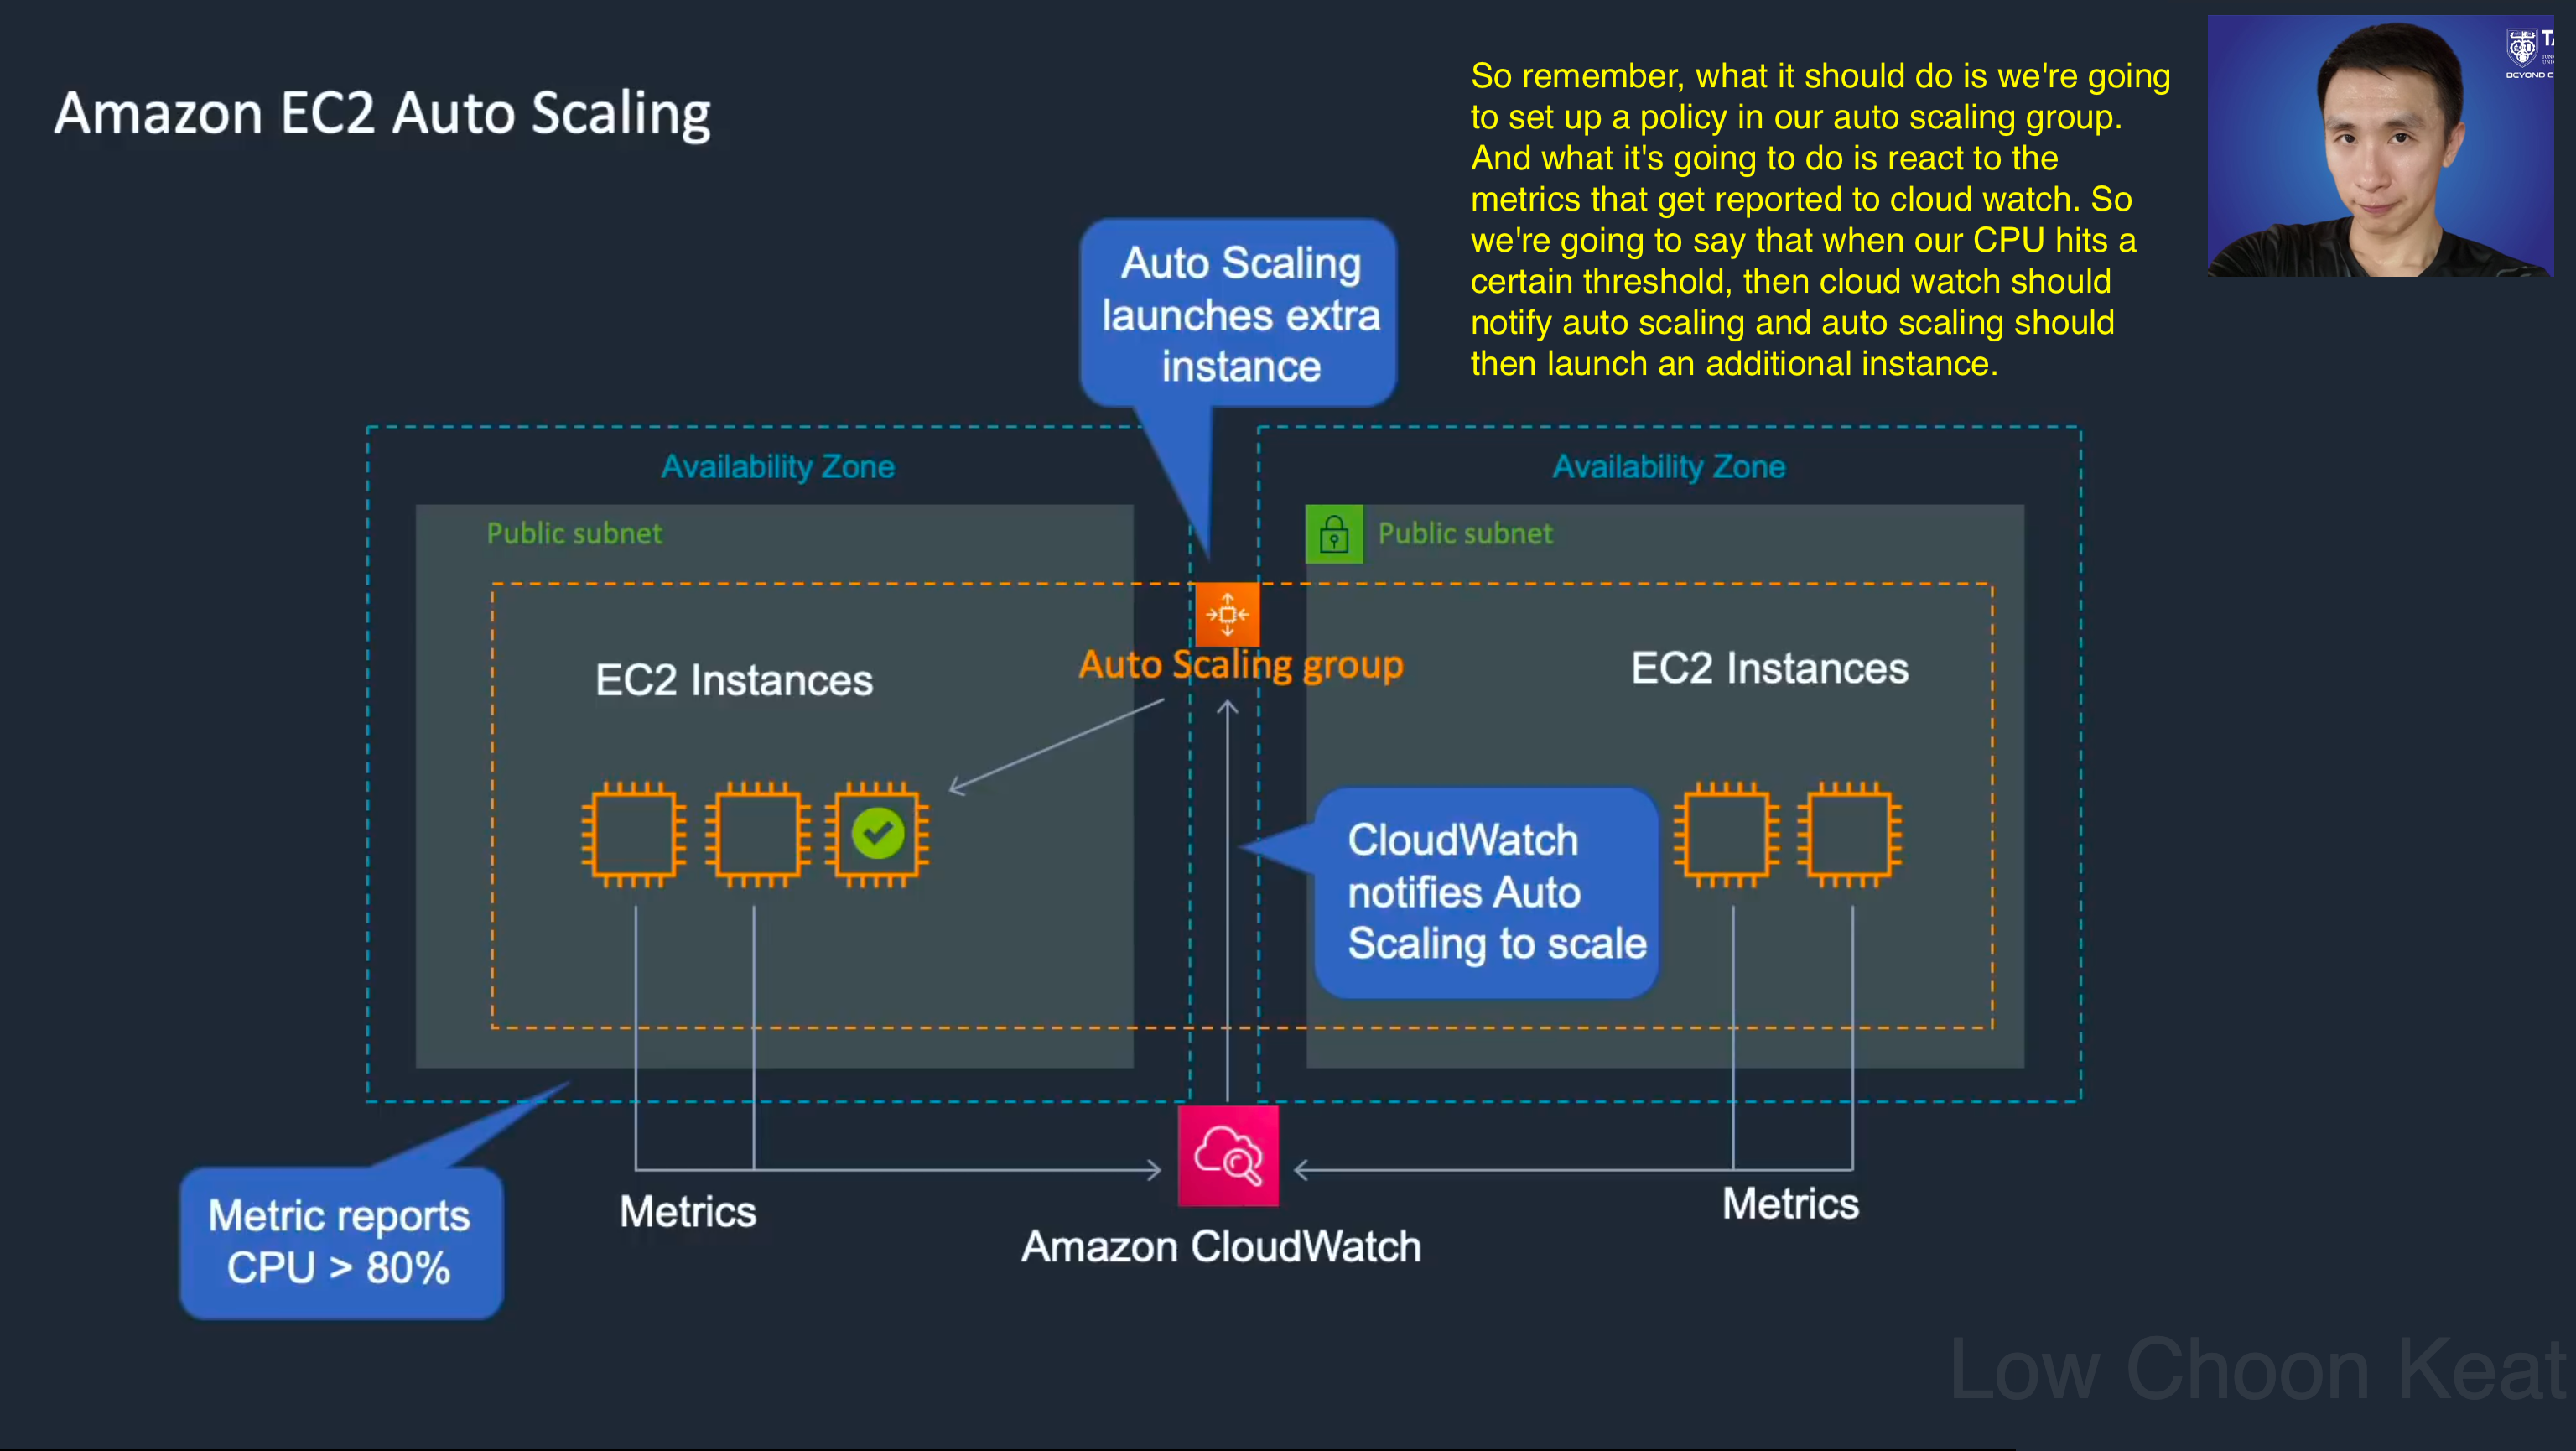 Amazon EC2 Auto Scaling
So remember, what it should do is we're going
to set up a policy in our auto scaling group.
And what it's going to do is react to the
metrics that get reported to cloud watch. So
we're going to say that when our CPU hits a
certain threshold, then cloud watch should
notify auto scaling and auto scaling should
then launch an additional instance.
BEYOND E
Auto Scaling
launches extra
instance
Availability Zone
Availability Zone
Public subnet
Public subnet
Auto Scaling group
EC2 Instances
EC2 Instances
CloudWatch
notifies Auto
Scaling to scale
Metric reports
CPU > 80%
Metrics
Metrics
Amazon CloudWatch
Low Choon Keat